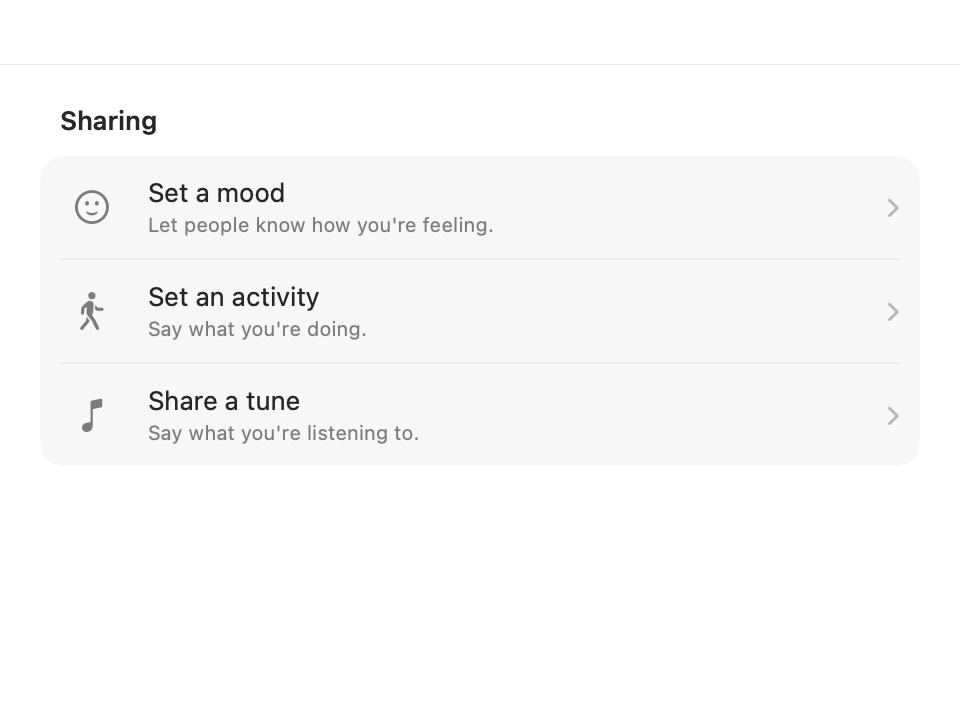 Sharing
Set a mood
Let people know how you're feeling.
Set an activity
Say what you're doing.
Share a tune
Say what you're listening to.